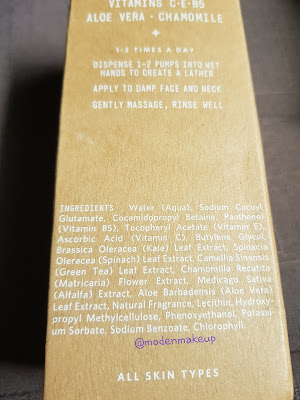 VITAMINS C·E·B5
ALOE VERA · CHAMOMILE
+
1-2 TIMES A DAY
DISPENSE 1-2 PUMPS INTO WET
HANDS TO CREATE A LATHER
APPLY TO DAMP FACE AND NECK
GENTLY MASSAGE, RINSE WELL
INGREDIENTS Water (Aqua), Sodium Cocoyl
Glutamate, Cocamidopropyl Betaine, Panthenol
(Vitamin B5), Tocopheryl Acetate (Vitamin E),
Ascorbic Acid (Vitamin C), Butylene Glycol,
Brassica Oleracea (Kale) Leaf Extract, Spinacia
Oleracea (Spinach) Leaf Extract, Camellia Sinensis
(Green Tea) Leaf Extract, Chamomilla Recutita
(Matricaria) Flower Extract, Medicago Sativa
(Alfalfa) Extract, Aloe Barbadensis (Aloe Vera)
Leaf Extract, Natural Fragrance, Lecithin, Hydroxy-
propyl Methylcellulose, Phenoxyethanol, Potassi-
um Sorbate, Sodium Benzoate, Chlorophyll.
@modenmakeup
ALL SKIN TYPES